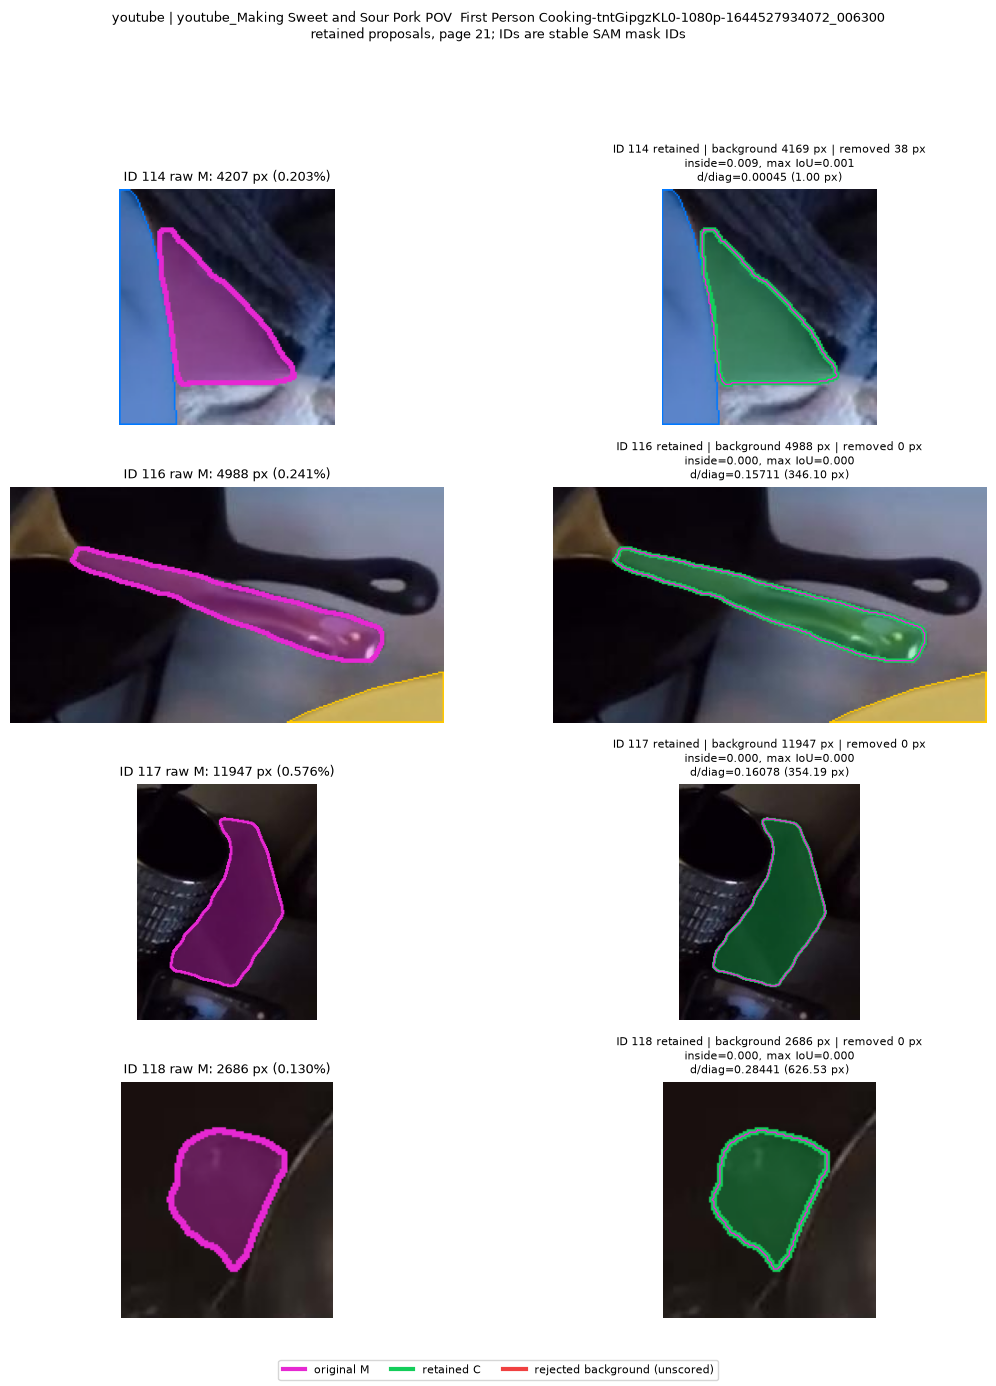 youtube | youtube_Making Sweet and Sour Pork POV  First Person Cooking-tntGipgzKL0-1080p-1644527934072_006300
retained proposals, page 21; IDs are stable SAM mask IDs
ID 114 raw M: 4207 px (0.203%)
ID 114 retained | background 4169 px | removed 38 px
inside=0.009, max IoU=0.001
d/diag=0.00045 (1.00 px)
ID 116 raw M: 4988 px (0.241%)
ID 116 retained | background 4988 px | removed 0 px
inside=0.000, max IoU=0.000
d/diag=0.15711 (346.10 px)
ID 117 raw M: 11947 px (0.576%)
ID 117 retained | background 11947 px | removed 0 px
inside=0.000, max IoU=0.000
d/diag=0.16078 (354.19 px)
ID 118 raw M: 2686 px (0.130%)
ID 118 retained | background 2686 px | removed 0 px
inside=0.000, max IoU=0.000
d/diag=0.28441 (626.53 px)
original M
retained C
rejected background (unscored)